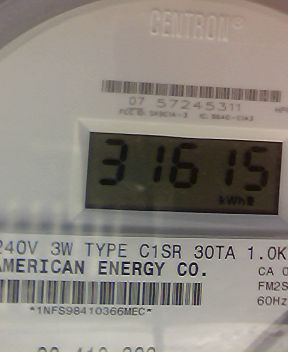 CENTRON®
07 57245311
31615
kWh
240V 3W TYPE C1SR 30TA 1.0K
AMERICAN ENERGY CO.
CA 0
FM2S
60Hz
*1NFS98410366MEC*